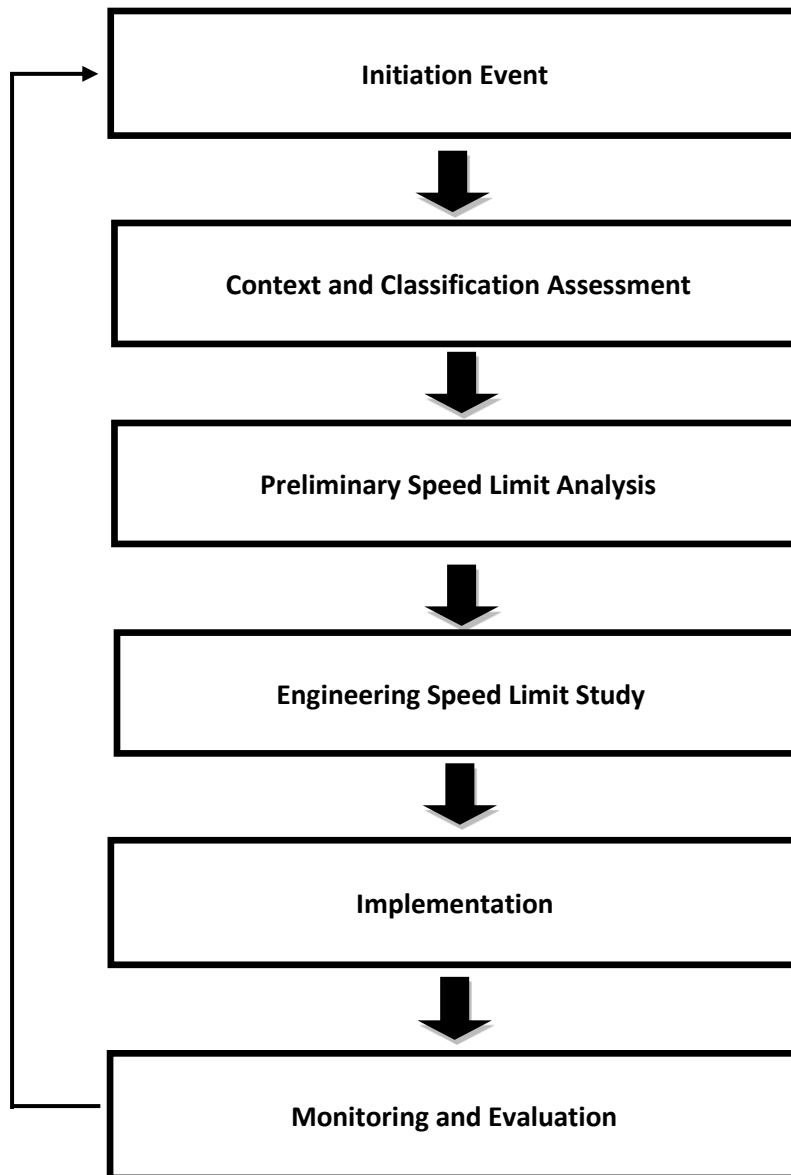 Initiation Event
Context and Classification Assessment
Preliminary Speed Limit Analysis
Engineering Speed Limit Study
Implementation
Monitoring and Evaluation